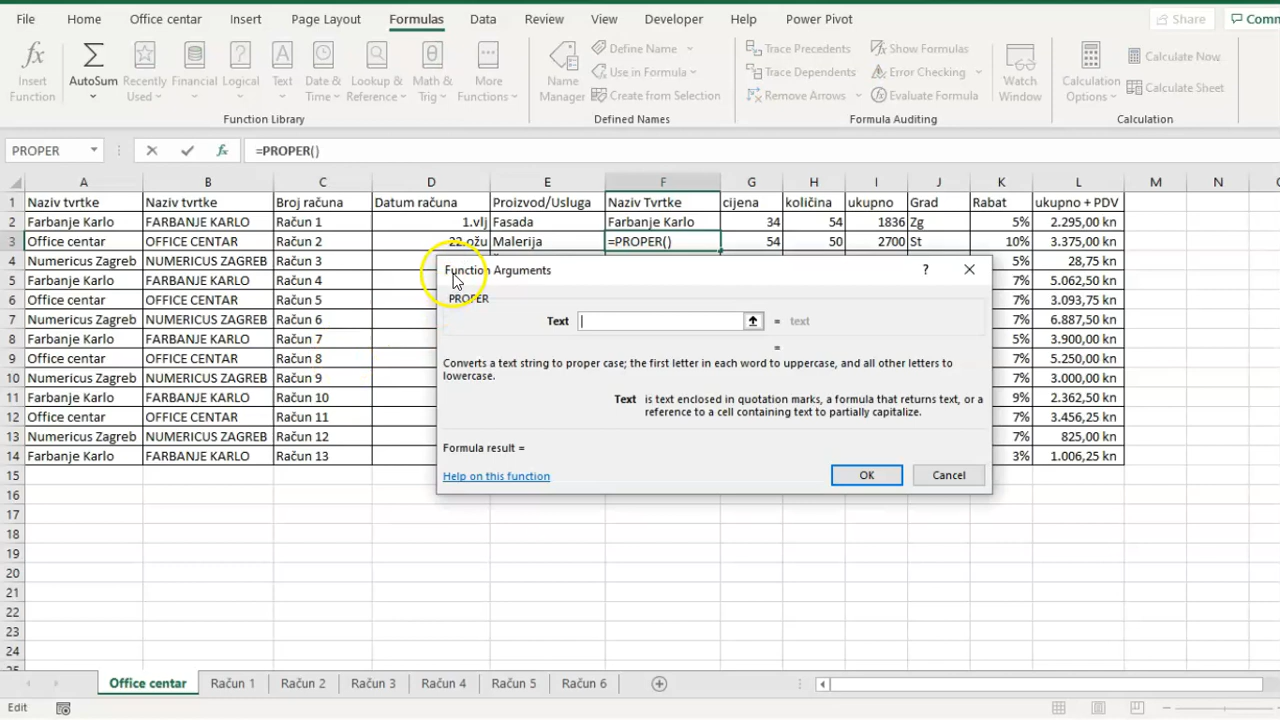 File Home Office centar Insert Page Layout Formulas Data Review View Developer Help Power Pivot Share
Insert Function
AutoSum
Recently Used
Financial
Logical
Text
Date & Time
Lookup & Reference
Math & Trig
More Functions
Function Library
Name Manager
Define Name
Use in Formula
Create from Selection
Defined Names
Trace Precedents
Trace Dependents
Remove Arrows
Show Formulas
Error Checking
Evaluate Formula
Formula Auditing
Watch Window
Calculation Options
Calculate Now
Calculate Sheet
Calculation
PROPER fx =PROPER()
A B C D E F G H I J K L M N
1 Naziv tvrtke Naziv tvrtke Broj računa Datum računa Proizvod/Usluga Naziv Tvrtke cijena količina ukupno Grad Rabat ukupno + PDV
2 Farbanje Karlo FARBANJE KARLO Račun 1 1.vlj Fasada Farbanje Karlo 34 54 1836 Zg 5% 2.295,00 kn
3 Office centar OFFICE CENTAR Račun 2 22.ožu Malerija =PROPER() 54 50 2700 St 10% 3.375,00 kn
4 Numericus Zagreb NUMERICUS ZAGREB Račun 3 5% 28,75 kn
5 Farbanje Karlo FARBANJE KARLO Račun 4 7% 5.062,50 kn
6 Office centar OFFICE CENTAR Račun 5 7% 3.093,75 kn
7 Numericus Zagreb NUMERICUS ZAGREB Račun 6 7% 6.887,50 kn
8 Farbanje Karlo FARBANJE KARLO Račun 7 7% 3.900,00 kn
9 Office centar OFFICE CENTAR Račun 8 7% 5.250,00 kn
10 Numericus Zagreb NUMERICUS ZAGREB Račun 9 7% 3.000,00 kn
11 Farbanje Karlo FARBANJE KARLO Račun 10 9% 2.362,50 kn
12 Office centar OFFICE CENTAR Račun 11 7% 3.456,25 kn
13 Numericus Zagreb NUMERICUS ZAGREB Račun 12 7% 825,00 kn
14 Farbanje Karlo FARBANJE KARLO Račun 13 3% 1.006,25 kn
15
16
17
18
19
20
21
22
23
24
Function Arguments ?
PROPER
Text = text
=
Converts a text string to proper case; the first letter in each word to uppercase, and all other letters to
lowercase.
Text is text enclosed in quotation marks, a formula that returns text, or a
reference to a cell containing text to partially capitalize.
Formula result =
Help on this function OK Cancel
Office centar Račun 1 Račun 2 Račun 3 Račun 4 Račun 5 Račun 6
Edit